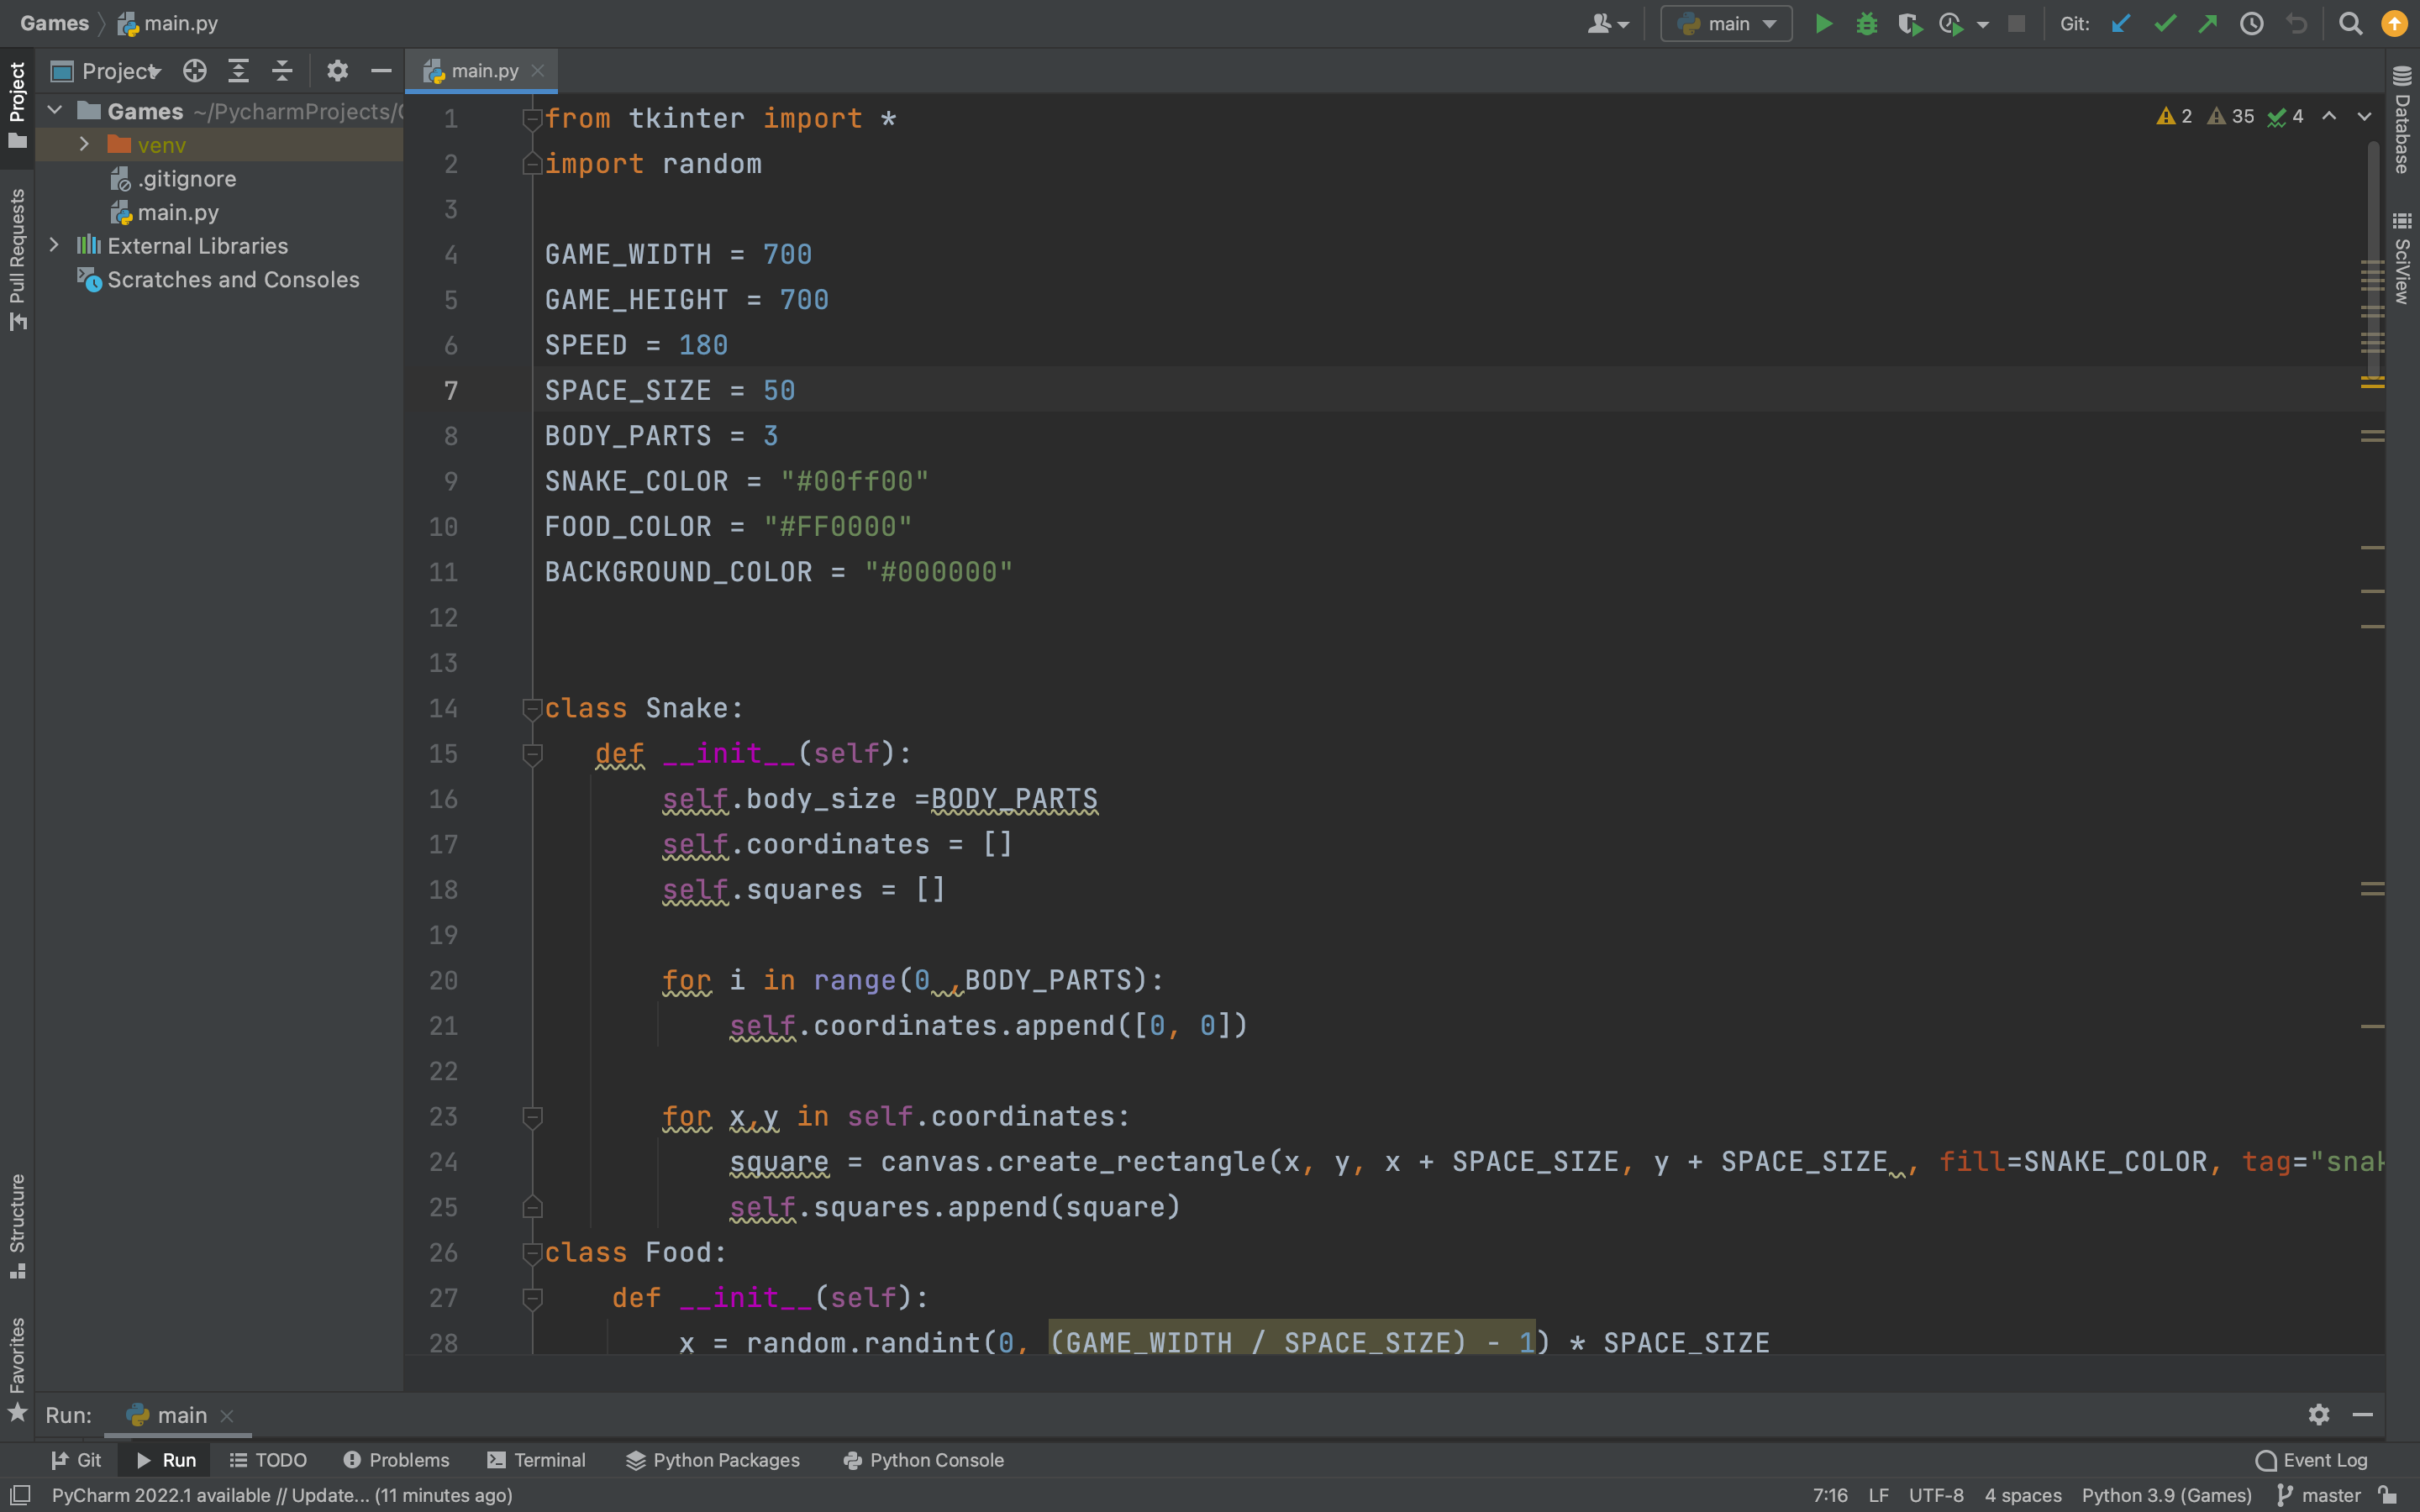 Games main.py
main
Git:
Project
main.py
Games ~/PycharmProjects/
venv
.gitignore
main.py
External Libraries
Scratches and Consoles
Project
Pull Requests
Structure
Favorites
2 35 4
1 from tkinter import *
2 import random
3
4 GAME_WIDTH = 700
5 GAME_HEIGHT = 700
6 SPEED = 180
7 SPACE_SIZE = 50
8 BODY_PARTS = 3
9 SNAKE_COLOR = "#00ff00"
10 FOOD_COLOR = "#FF0000"
11 BACKGROUND_COLOR = "#000000"
12
13
14 class Snake:
15 def __init__(self):
16 self.body_size =BODY_PARTS
17 self.coordinates = []
18 self.squares = []
19
20 for i in range(0 ,BODY_PARTS):
21 self.coordinates.append([0, 0])
22
23 for x,y in self.coordinates:
24 square = canvas.create_rectangle(x, y, x + SPACE_SIZE, y + SPACE_SIZE , fill=SNAKE_COLOR, tag="snak
25 self.squares.append(square)
26 class Food:
27 def __init__(self):
28 x = random.randint(0, (GAME_WIDTH / SPACE_SIZE) - 1) * SPACE_SIZE
Database
SciView
Run: main
Git Run TODO Problems Terminal Python Packages Python Console Event Log
PyCharm 2022.1 available // Update... (11 minutes ago) 7:16 LF UTF-8 4 spaces Python 3.9 (Games) master